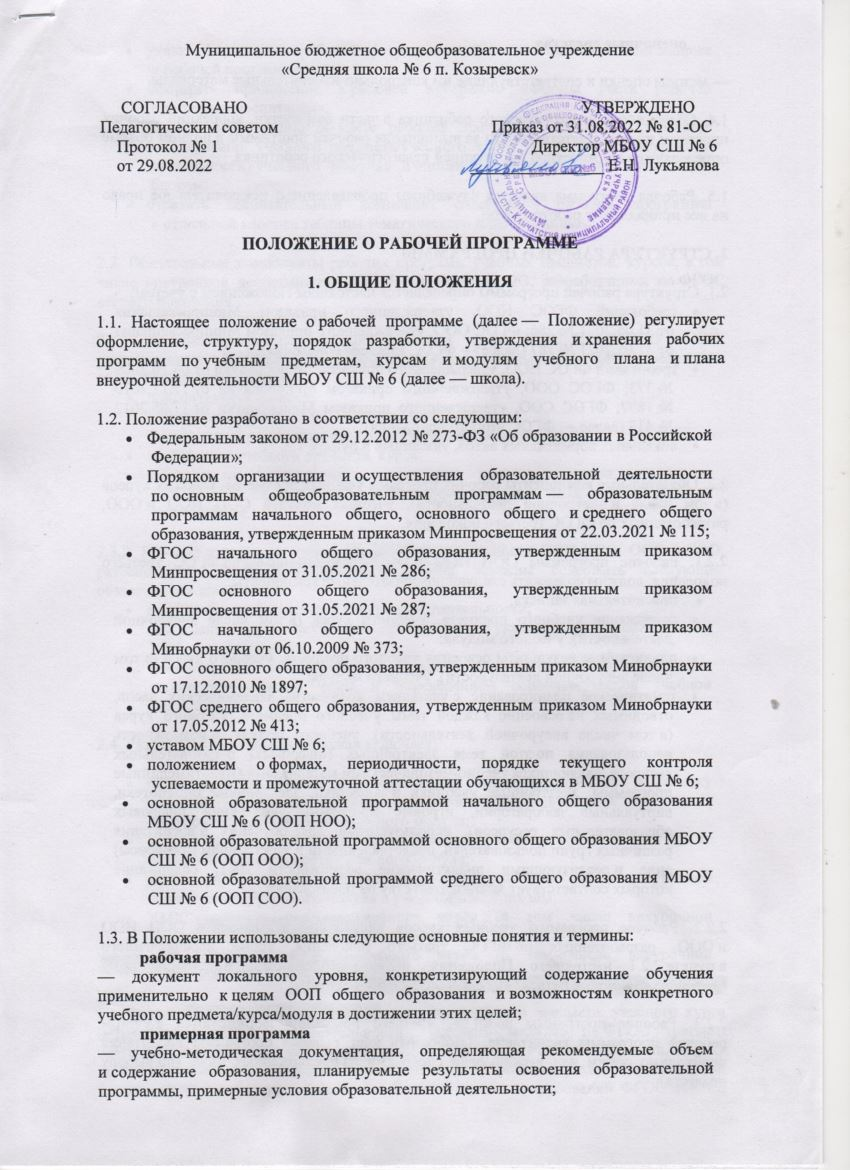 Муниципальное бюджетное общеобразовательное учреждение
«Средняя школа № 6 п. Козыревск»
СОГЛАСОВАНО УТВЕРЖДЕНО
Педагогическим советом Приказ от 31.08.2022 № 81-ОС
Протокол № 1 Директор МБОУ СШ № 6
от 29.08.2022 Е.Н. Лукьянова
ПОЛОЖЕНИЕ О РАБОЧЕЙ ПРОГРАММЕ
1. ОБЩИЕ ПОЛОЖЕНИЯ
1.1. Настоящее положение о рабочей программе (далее — Положение) регулирует
оформление, структуру, порядок разработки, утверждения и хранения рабочих
программ по учебным предметам, курсам и модулям учебного плана и плана
внеурочной деятельности МБОУ СШ № 6 (далее — школа).
1.2. Положение разработано в соответствии со следующим:
• Федеральным законом от 29.12.2012 № 273-ФЗ «Об образовании в Российской
Федерации»;
• Порядком организации и осуществления образовательной деятельности
по основным общеобразовательным программам — образовательным
программам начального общего, основного общего и среднего общего
образования, утвержденным приказом Минпросвещения от 22.03.2021 № 115;
• ФГОС начального общего образования, утвержденным приказом
Минпросвещения от 31.05.2021 № 286;
• ФГОС основного общего образования, утвержденным приказом
Минпросвещения от 31.05.2021 № 287;
• ФГОС начального общего образования, утвержденным приказом
Минобрнауки от 06.10.2009 № 373;
• ФГОС основного общего образования, утвержденным приказом Минобрнауки
от 17.12.2010 № 1897;
• ФГОС среднего общего образования, утвержденным приказом Минобрнауки
от 17.05.2012 № 413;
• уставом МБОУ СШ № 6;
• положением о формах, периодичности, порядке текущего контроля
успеваемости и промежуточной аттестации обучающихся в МБОУ СШ № 6;
• основной образовательной программой начального общего образования
МБОУ СШ № 6 (ООП НОО);
• основной образовательной программой основного общего образования МБОУ
СШ № 6 (ООП ООО);
• основной образовательной программой среднего общего образования МБОУ
СШ № 6 (ООП СОО).
1.3. В Положении использованы следующие основные понятия и термины:
рабочая программа
— документ локального уровня, конкретизирующий содержание обучения
применительно к целям ООП общего образования и возможностям конкретного
учебного предмета/курса/модуля в достижении этих целей;
примерная программа
— учебно-методическая документация, определяющая рекомендуемые объем
и содержание образования, планируемые результаты освоения образовательной
программы, примерные условия образовательной деятельности;